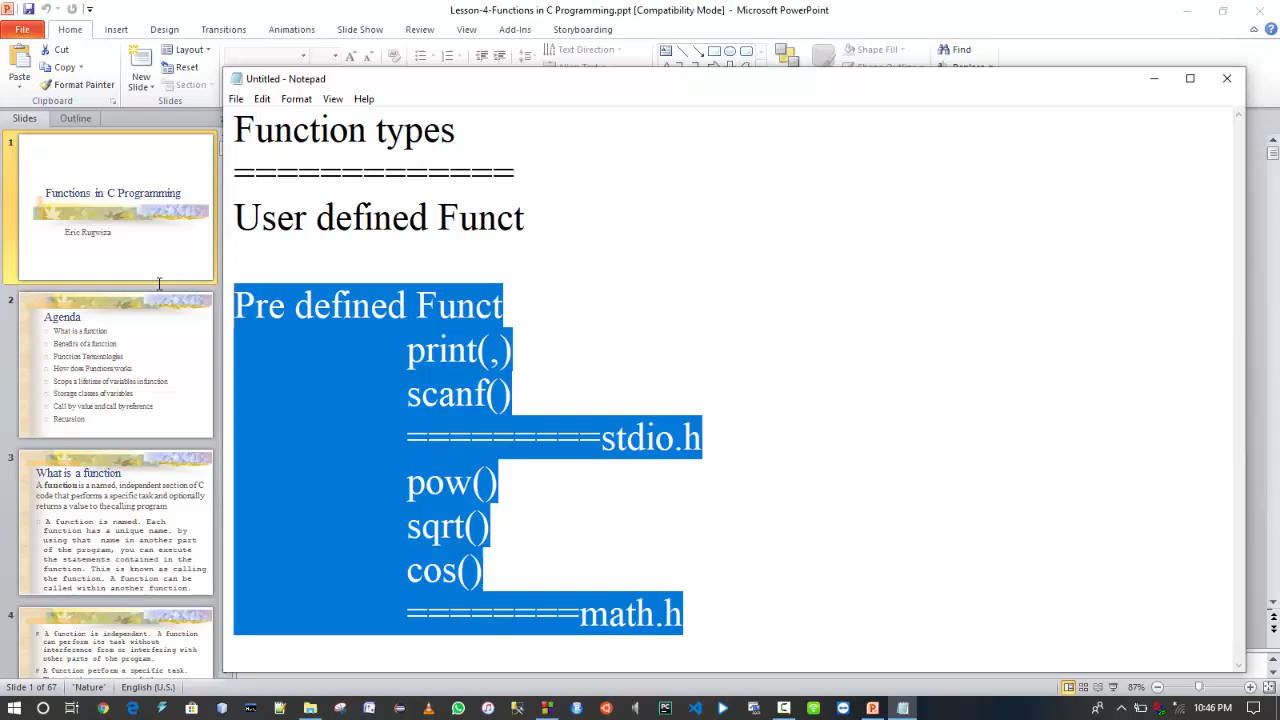 Lesson-4-Functions in C Programming.ppt [Compatibility Mode] - Microsoft PowerPoint
File Home Insert Design Transitions Animations Slide Show Review View Add-Ins Storyboarding
Cut
Copy
Format Painter
Paste
Clipboard
New
Slide
Layout
Reset
Section
Slides
Text Direction
Shape Fill
Find
Slides Outline
Untitled - Notepad
File Edit Format View Help
Function types
=============
User defined Funct
Pre defined Funct
print(,)
scanf()
=========stdio.h
pow()
sqrt()
cos()
========math.h
1
Functions in C Programming
Eric Rugwiza
2
Agenda
What is a function
Benefits of a function
Function Terminologies
How does Functions works
Scope a lifetime of variables in function
Storage classes of variables
Call by value and call by reference
Recursion
3
What is a function
A function is a named, independent section of C
code that performs a specific task and optionally
returns a value to the calling program
A function is named. Each
function has a unique name. by
using that name in another part
of the program, you can execute
the statements contained in the
function. This is known as calling
the function. A function can be
called within another function.
4
A function is independent. A function
can perform its task without
interference from or interfering with
other parts of the program.
A function perform a specific task.
Slide 1 of 67 "Nature" English (U.S.) 87%
10:46 PM